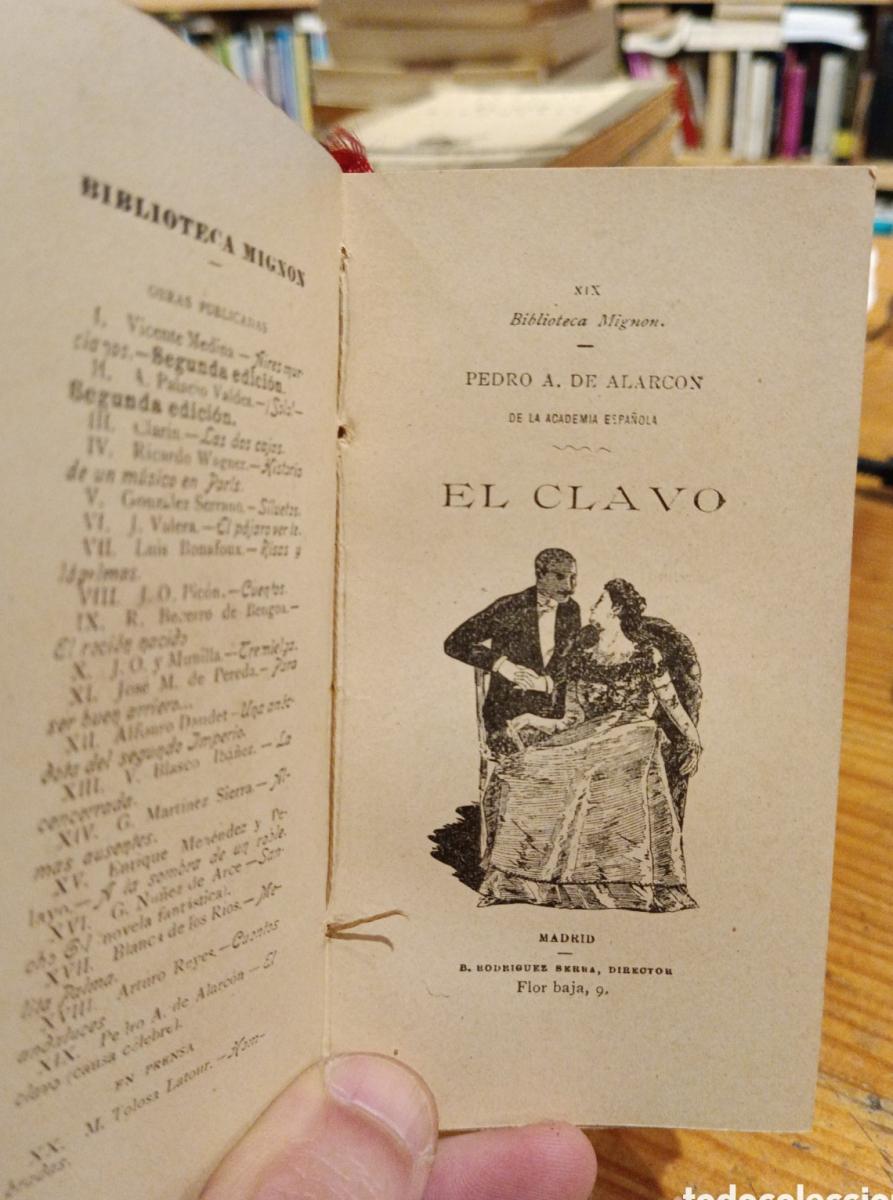 BIBLIOTECA MIGNON
OBRAS PUBLICADAS
I. Vicente Medina — Aires mur-
cianos. — Segunda edición.
II. A. Palacio Valdes. — ¡Solo! —
Segunda edición.
III. Clarín. — Las dos cajas.
IV. Ricardo Wagner. — Historia
de un músico en París.
V. González Serrano. — Siluetas.
VI. J. Valera. — El pájaro verde.
VII. Luis Bonafoux. — Risas y
lágrimas.
VIII. J. O. Picón. — Cuentos.
IX. R. Becerro de Bengoa. —
El recién nacido
X. J. O. y Munilla. — Tremielga.
XI. José M. de Pereda. — Para
ser buen arriero...
XII. Alfonso Daudet — Una anéc-
dota del segundo Imperio.
XIII. V. Blasco Ibáñez. — La
XIV. G. Martínez Sierra. — Al-
mas ausentes.
XV. Enrique Menéndez y Pe-
layo. — A la sombra de un roble.
XVI. G. Núñez de Arce — San-
cho Gil (novela fantástica).
XVII. Blanca de los Ríos. — Me-
lita Palma.
XVIII. Arturo Reyes. — Cuentos
andaluces
XIX. Pedro A. de Alarcón — El
clavo (causa célebre).
EN PRENSA
XX. M. Tolosa Latour. — Hom-
XIX
Biblioteca Mignon.
PEDRO A. DE ALARCON
DE LA ACADEMIA ESPAÑOLA
EL CLAVO
MADRID
B. RODRIGUEZ SERRA, DIRECTOR
Flor baja, 9.
todocoleccion